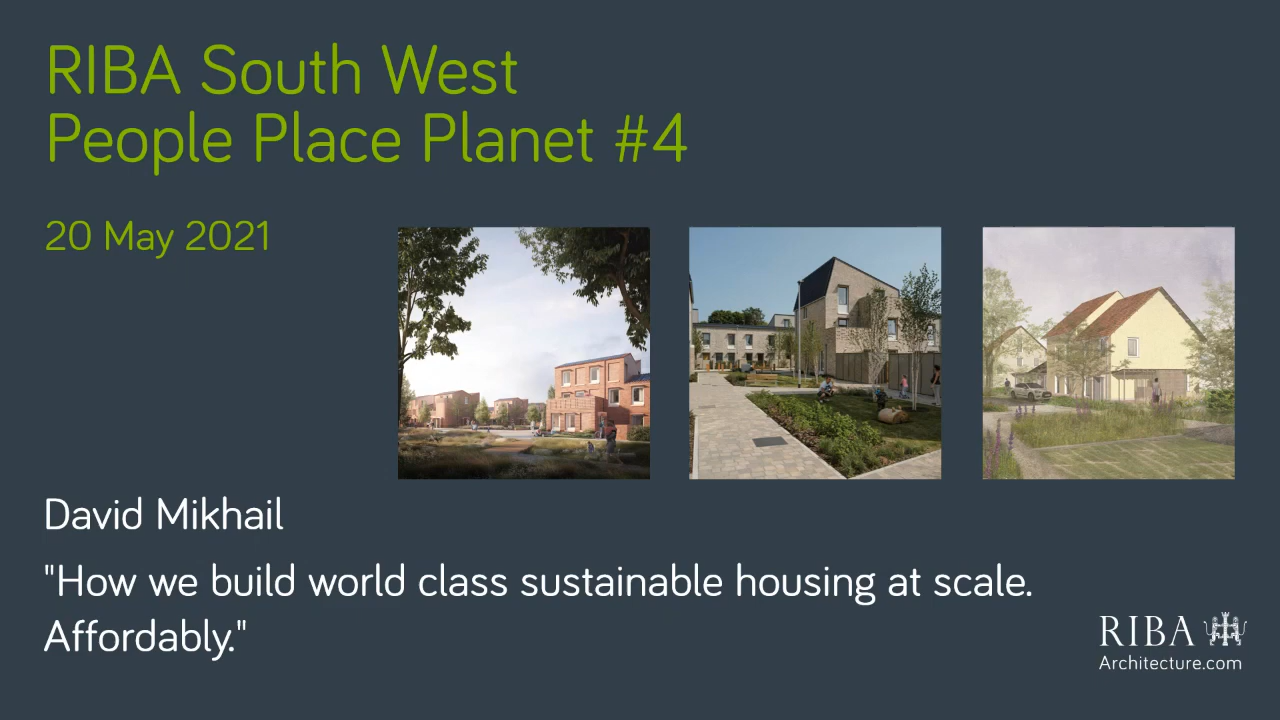 RIBA South West
People Place Planet #4
20 May 2021
David Mikhail
"How we build world class sustainable housing at scale.
Affordably."
RIBA
Architecture.com